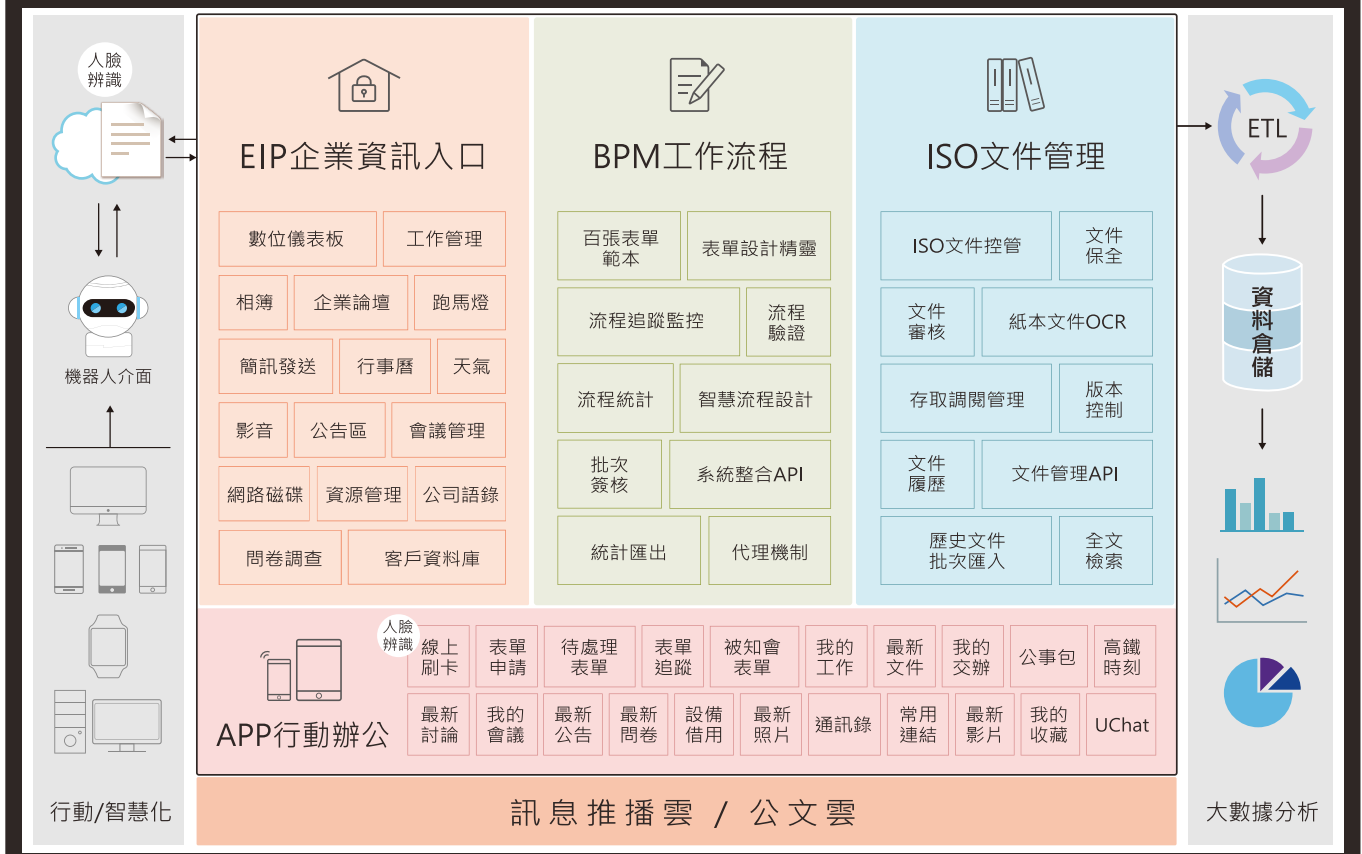 人臉
辨識
機器人介面
行動/智慧化
EIP企業資訊入口
數位儀表板
工作管理
相簿
企業論壇
跑馬燈
簡訊發送
行事曆
天氣
影音
公告區
會議管理
網路磁碟
資源管理
公司語錄
問卷調查
客戶資料庫
BPM工作流程
百張表單
範本
表單設計精靈
流程追蹤監控
流程
驗證
流程統計
智慧流程設計
批次
簽核
系統整合API
統計匯出
代理機制
ISO文件管理
ISO文件控管
文件
保全
文件
審核
紙本文件OCR
存取調閱管理
版本
控制
文件
履歷
文件管理API
歷史文件
批次匯入
全文
檢索
APP行動辦公
人臉
辨識
線上
刷卡
表單
申請
待處理
表單
表單
追蹤
被知會
表單
我的
工作
最新
文件
我的
交辦
公事包
高鐵
時刻
最新
討論
我的
會議
最新
公告
最新
問卷
設備
借用
最新
照片
通訊錄
常用
連結
最新
影片
我的
收藏
UChat
訊息推播雲 / 公文雲
ETL
資
料
倉
儲
大數據分析